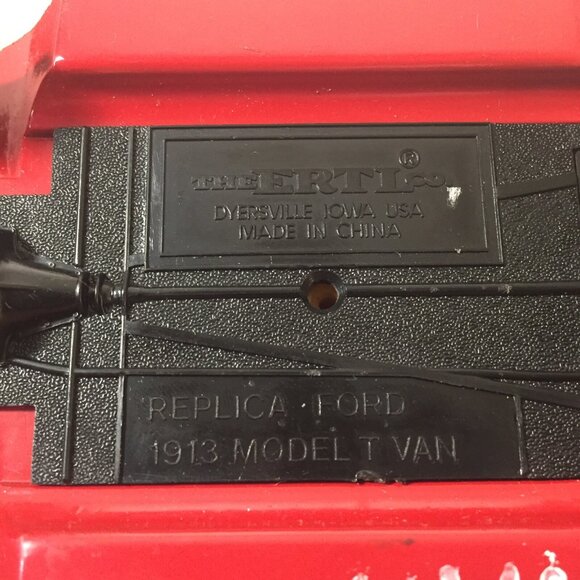 THE ERTL CO ®
DYERSVILLE IOWA USA
MADE IN CHINA
REPLICA · FORD
1913 MODEL T VAN